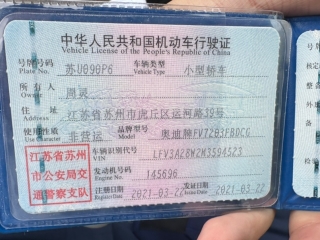 中华人民共和国机动车行驶证
Vehicle License of the People's Republic of China
号牌号码 苏U090P6 车辆类型 小型轿车
Plate No. Vehicle Type
所有人 周灵
Owner
住址 江苏省苏州市虎丘区运河路39号
Address
使用性质 非营运 品牌型号 奥迪牌FV7203FBDCG
Use Character Model
江苏省苏州
市公安局交
通警察支队
车辆识别代号 LFV3A28W2M3594523
VIN
发动机号码 145696
Engine No.
注册日期 2021-03-22 发证日期 2021-03-22
Register Date Issue Date